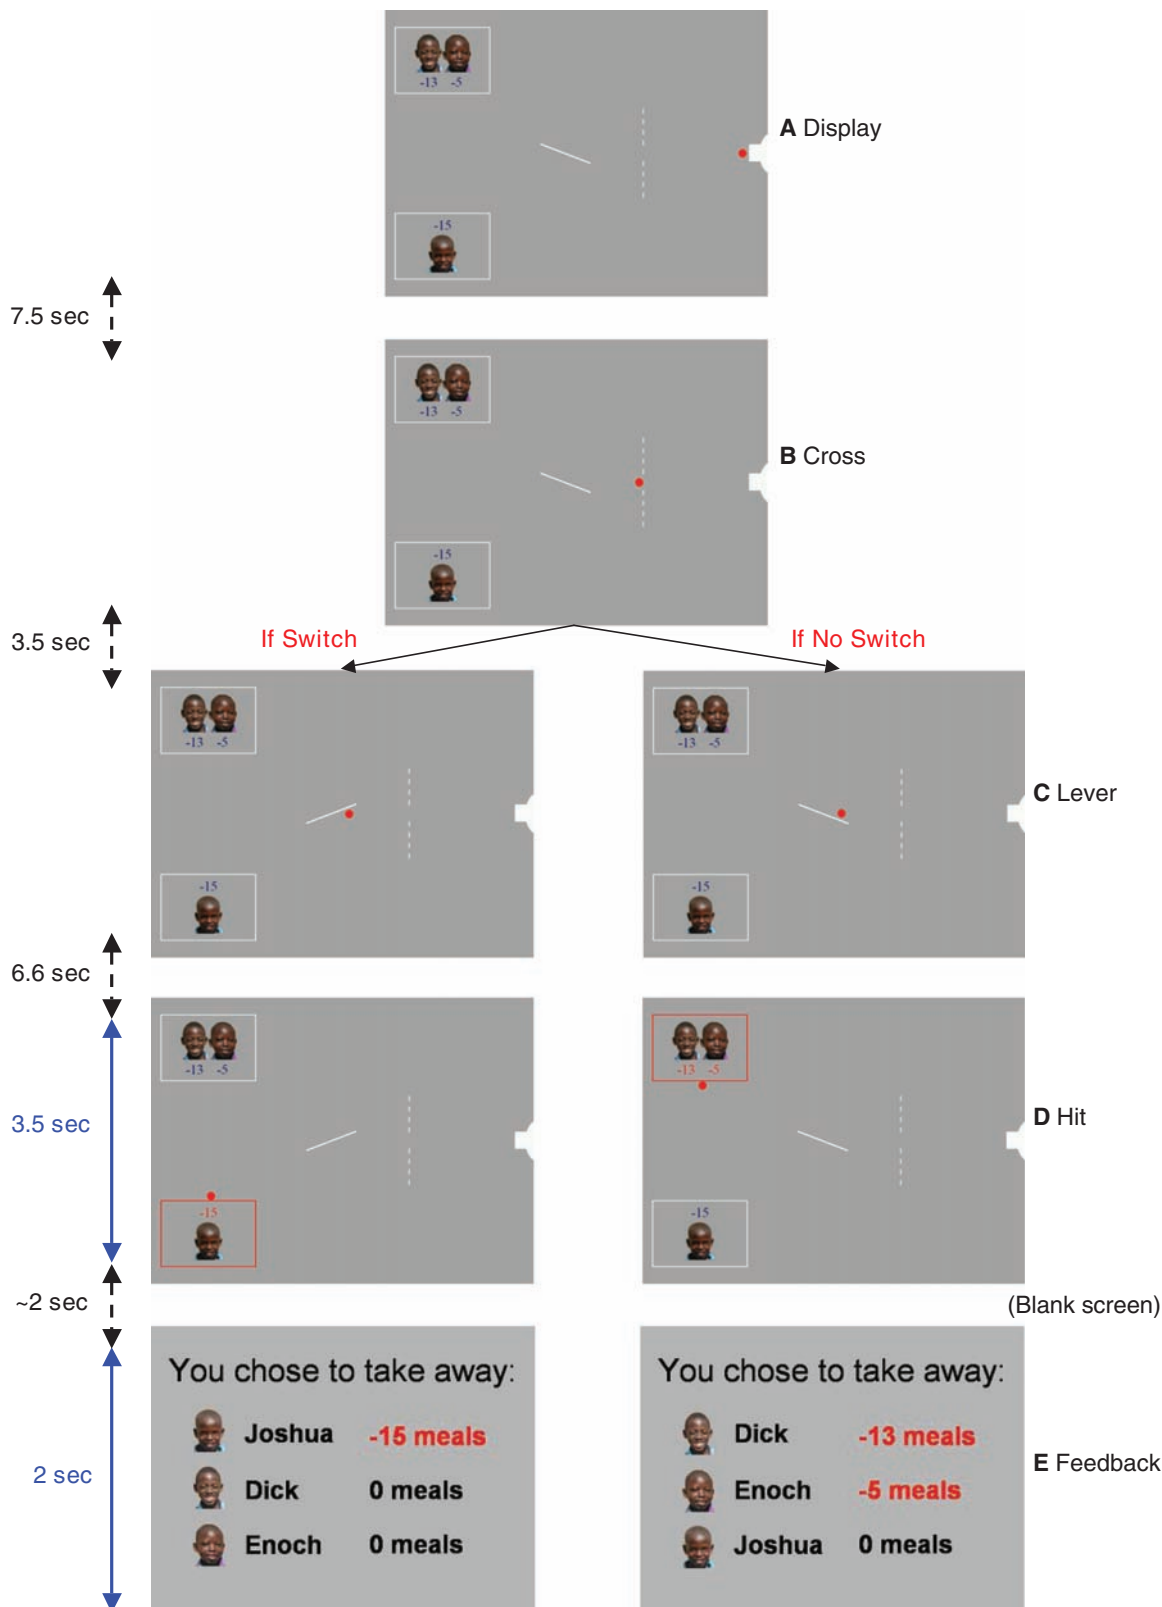 -13 -5
A Display
-15
7.5 sec
-13 -5
B Cross
-15
3.5 sec
If Switch
If No Switch
-13 -5
-13 -5
C Lever
-15
-15
6.6 sec
-13 -5
-13 -5
3.5 sec
D Hit
-15
-15
~2 sec
(Blank screen)
You chose to take away:
Joshua -15 meals
Dick 0 meals
Enoch 0 meals
You chose to take away:
Dick -13 meals
Enoch -5 meals
Joshua 0 meals
2 sec
E Feedback